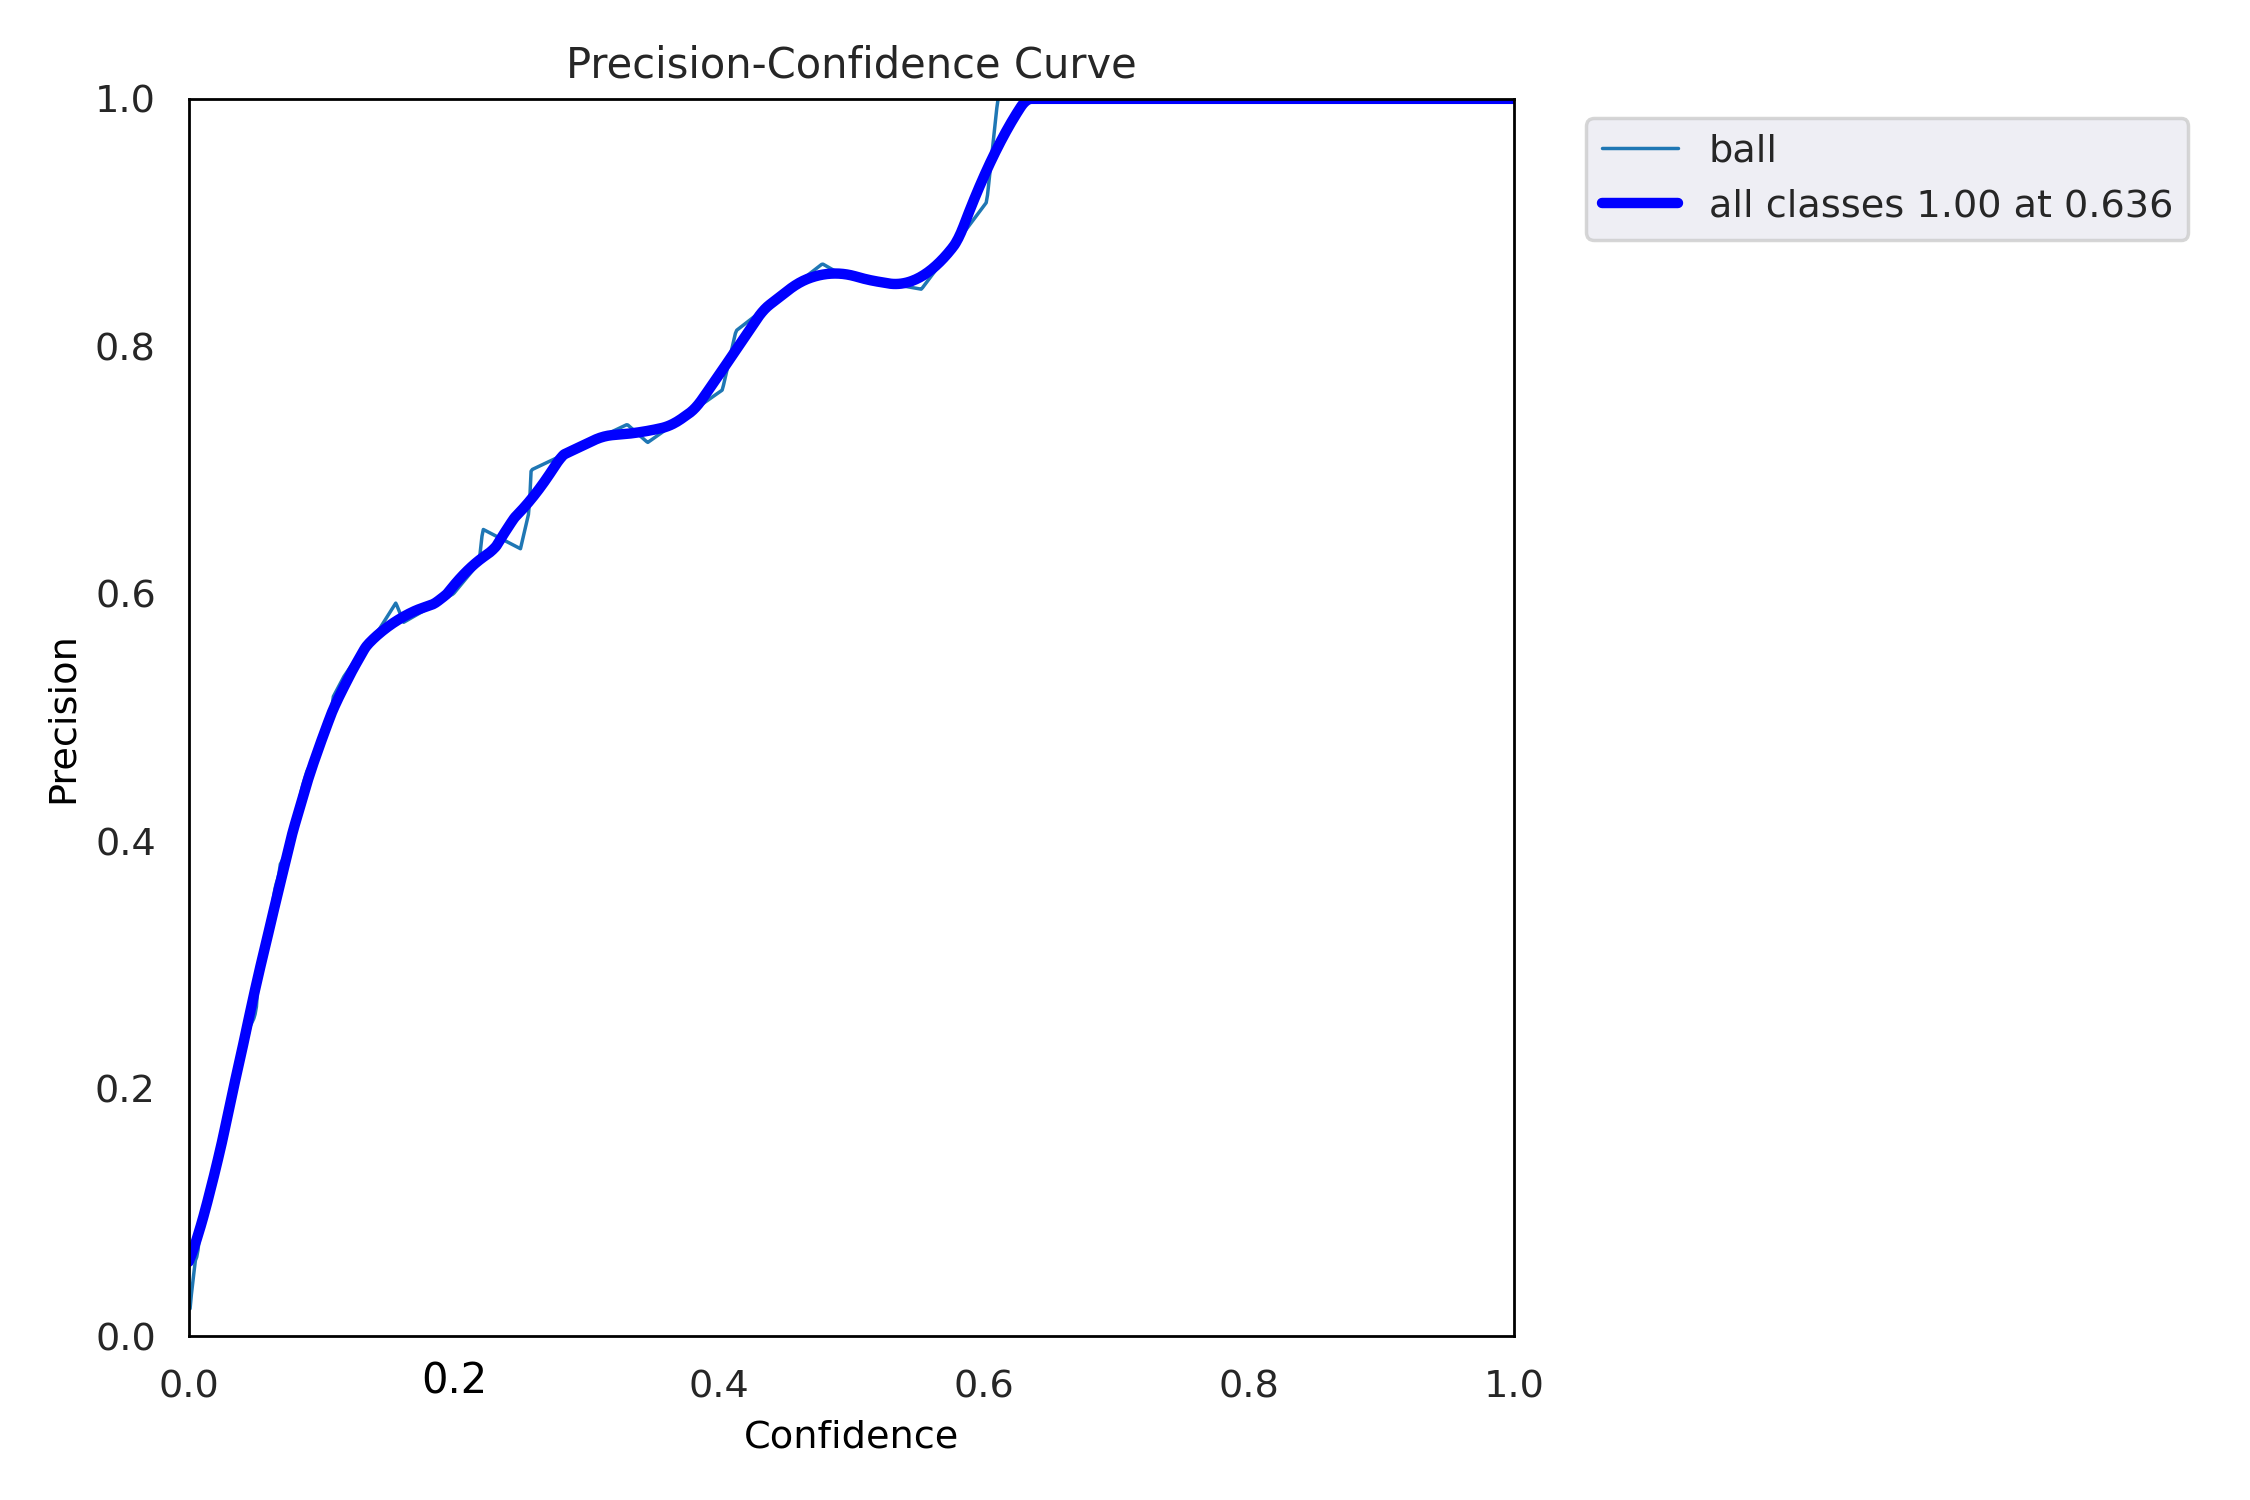 Precision-Confidence Curve
1.0
0.8
0.6
0.4
0.2
0.0
Precision
0.0 0.2 0.4 0.6 0.8 1.0
Confidence
ball
all classes 1.00 at 0.636